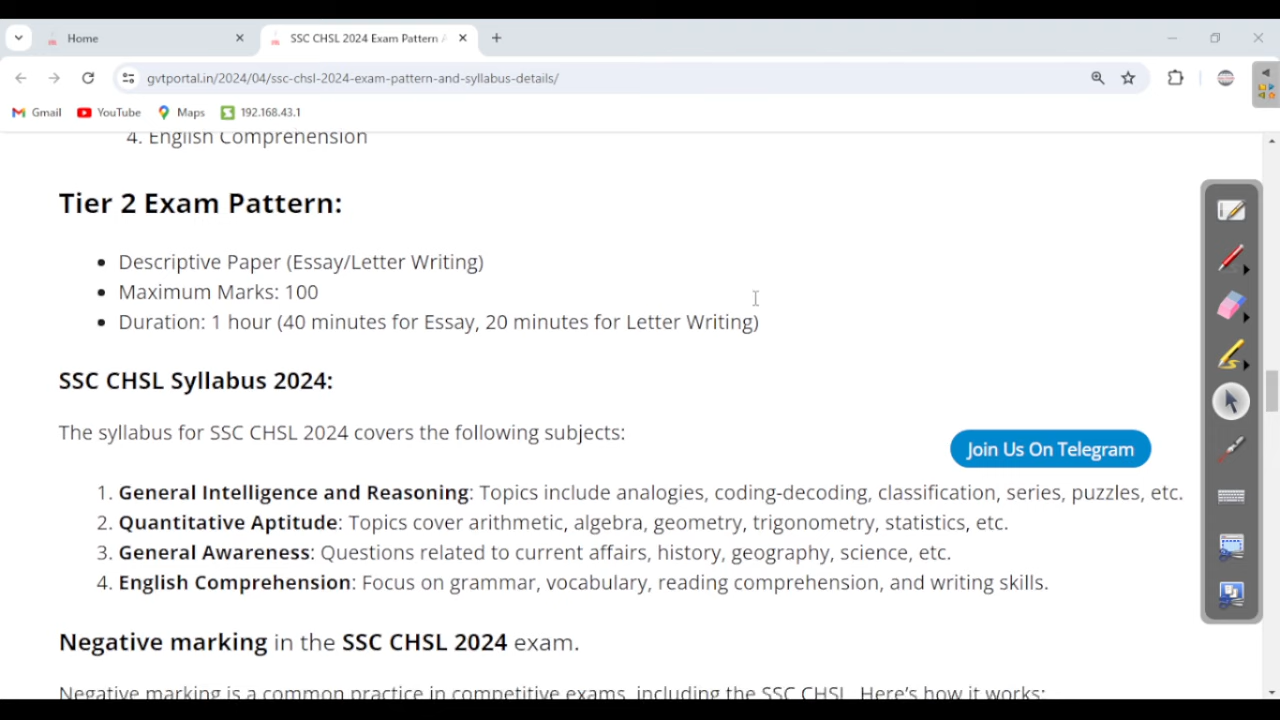 Home
SSC CHSL 2024 Exam Pattern
gvtportal.in/2024/04/ssc-chsl-2024-exam-pattern-and-syllabus-details/
Gmail YouTube Maps 192.168.43.1
4. English Comprehension
Tier 2 Exam Pattern:
• Descriptive Paper (Essay/Letter Writing)
• Maximum Marks: 100
• Duration: 1 hour (40 minutes for Essay, 20 minutes for Letter Writing)
SSC CHSL Syllabus 2024:
The syllabus for SSC CHSL 2024 covers the following subjects:
Join Us On Telegram
1. General Intelligence and Reasoning: Topics include analogies, coding-decoding, classification, series, puzzles, etc.
2. Quantitative Aptitude: Topics cover arithmetic, algebra, geometry, trigonometry, statistics, etc.
3. General Awareness: Questions related to current affairs, history, geography, science, etc.
4. English Comprehension: Focus on grammar, vocabulary, reading comprehension, and writing skills.
Negative marking in the SSC CHSL 2024 exam.
Negative marking is a common practice in competitive exams, including the SSC CHSL. Here's how it works: